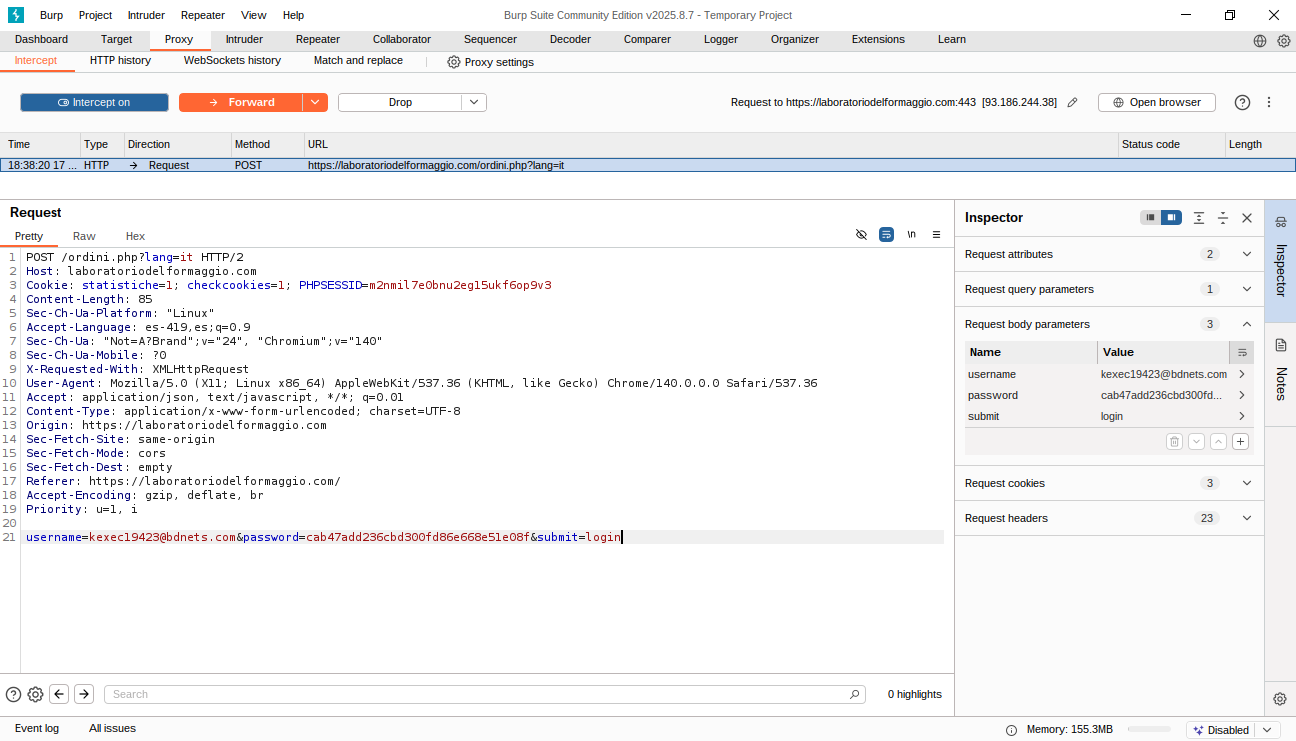 Burp Project Intruder Repeater View Help Burp Suite Community Edition v2025.8.7 - Temporary Project
Dashboard Target Proxy Intruder Repeater Collaborator Sequencer Decoder Comparer Logger Organizer Extensions Learn
Intercept HTTP history WebSockets history Match and replace Proxy settings
Intercept on Forward Drop Request to https://laboratoriodelformaggio.com:443 [93.186.244.38] Open browser
Time Type Direction Method URL Status code Length
18:38:20 17 ... HTTP → Request POST https://laboratoriodelformaggio.com/ordini.php?lang=it
Request
Pretty Raw Hex \n
1 POST /ordini.php?lang=it HTTP/2
2 Host: laboratoriodelformaggio.com
3 Cookie: statistiche=1; checkcookies=1; PHPSESSID=m2nmil7e0bnu2eg15ukf6op9v3
4 Content-Length: 85
5 Sec-Ch-Ua-Platform: "Linux"
6 Accept-Language: es-419,es;q=0.9
7 Sec-Ch-Ua: "Not=A?Brand";v="24", "Chromium";v="140"
8 Sec-Ch-Ua-Mobile: ?0
9 X-Requested-With: XMLHttpRequest
10 User-Agent: Mozilla/5.0 (X11; Linux x86_64) AppleWebKit/537.36 (KHTML, like Gecko) Chrome/140.0.0.0 Safari/537.36
11 Accept: application/json, text/javascript, */*; q=0.01
12 Content-Type: application/x-www-form-urlencoded; charset=UTF-8
13 Origin: https://laboratoriodelformaggio.com
14 Sec-Fetch-Site: same-origin
15 Sec-Fetch-Mode: cors
16 Sec-Fetch-Dest: empty
17 Referer: https://laboratoriodelformaggio.com/
18 Accept-Encoding: gzip, deflate, br
19 Priority: u=1, i
20
21 username=kexec19423@bdnets.com&password=cab47add236cbd300fd86e668e51e08f&submit=login
Inspector
Request attributes 2
Request query parameters 1
Request body parameters 3
Name Value
username kexec19423@bdnets.com
password cab47add236cbd300fd...
submit login
Request cookies 3
Request headers 23
Inspector
Notes
Search 0 highlights
Event log All issues Memory: 155.3MB Disabled